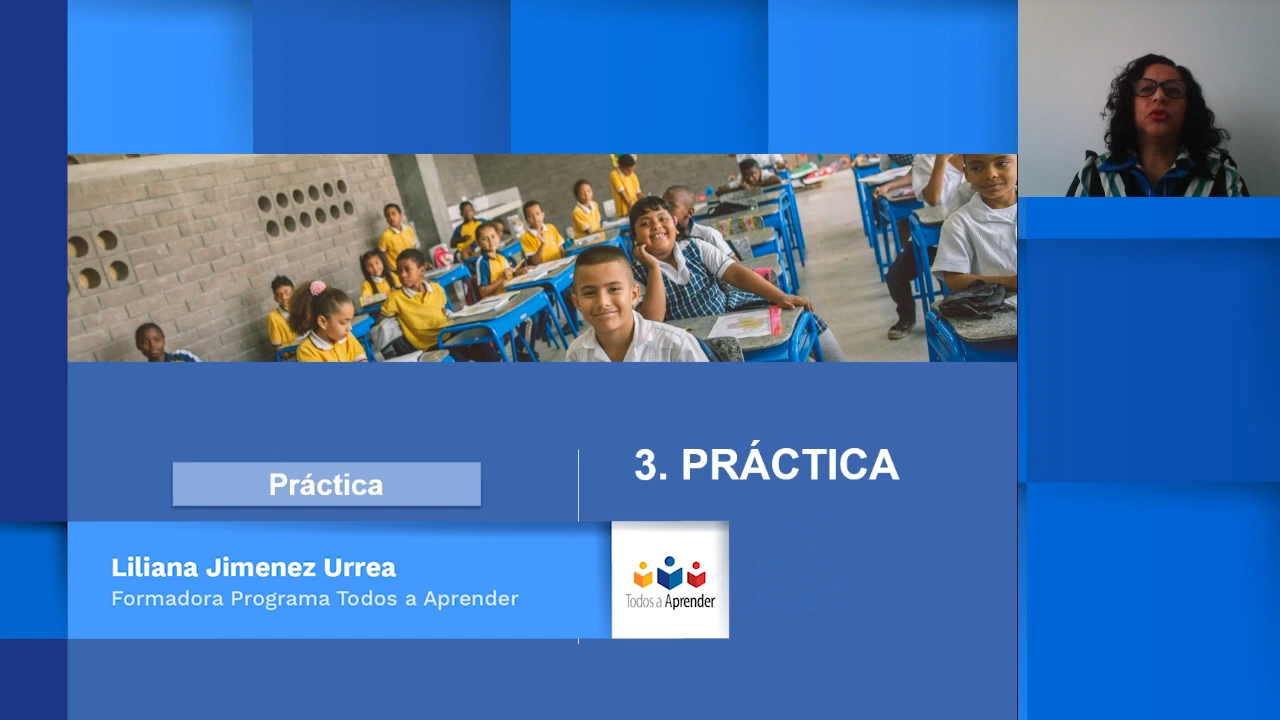 Práctica
3. PRÁCTICA
Liliana Jimenez Urrea
Formadora Programa Todos a Aprender
Todos a Aprender